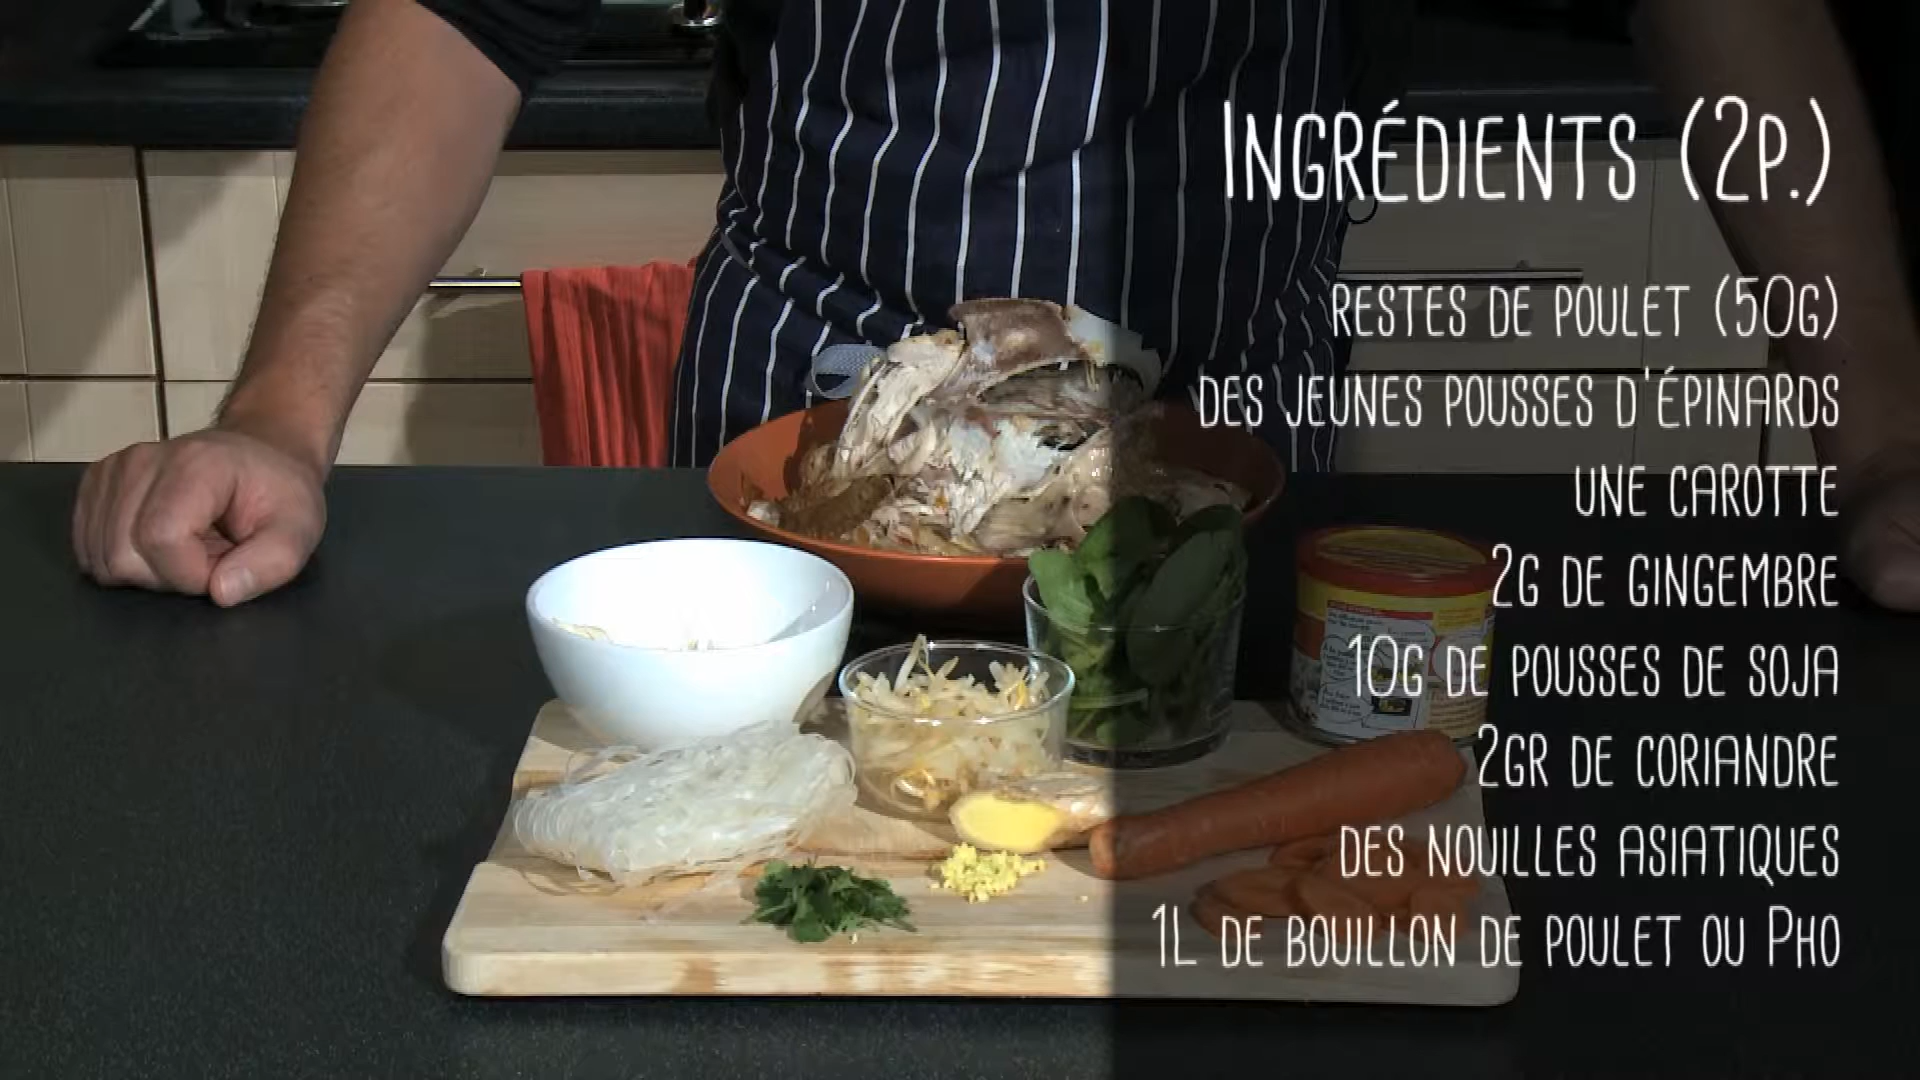 INGRÉDIENTS (2P.)
RESTES DE POULET (50G)
DES JEUNES POUSSES D'ÉPINARDS
UNE CAROTTE
2G DE GINGEMBRE
10G DE POUSSES DE SOJA
2GR DE CORIANDRE
DES NOUILLES ASIATIQUES
1L DE BOUILLON DE POULET OU PHO